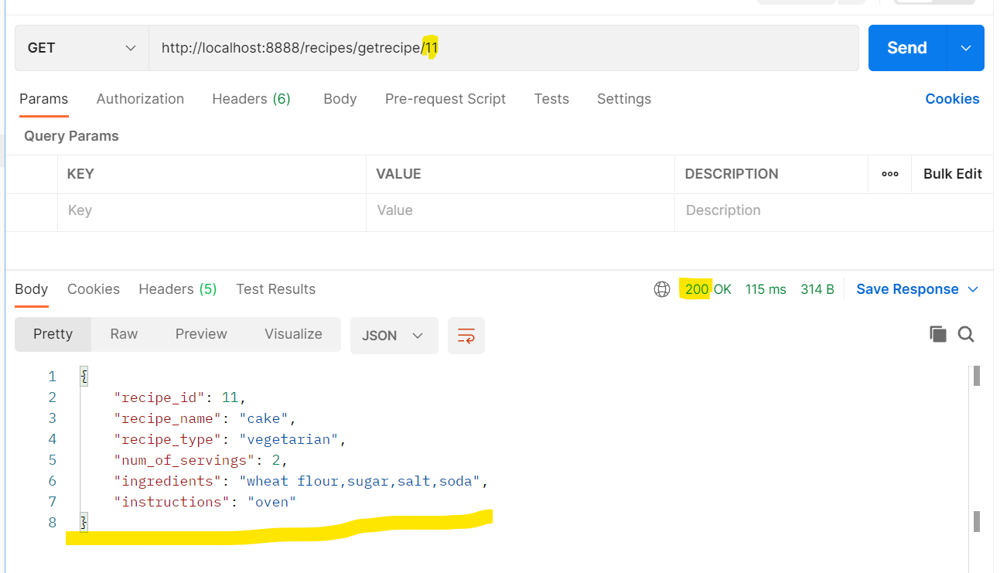 GET http://localhost:8888/recipes/getrecipe/11 Send
Params Authorization Headers (6) Body Pre-request Script Tests Settings Cookies
Query Params
KEY VALUE DESCRIPTION ooo Bulk Edit
Key Value Description
Body Cookies Headers (5) Test Results 200 OK 115 ms 314 B Save Response
Pretty Raw Preview Visualize JSON
1 {
2 "recipe_id": 11,
3 "recipe_name": "cake",
4 "recipe_type": "vegetarian",
5 "num_of_servings": 2,
6 "ingredients": "wheat flour,sugar,salt,soda",
7 "instructions": "oven"
8 }